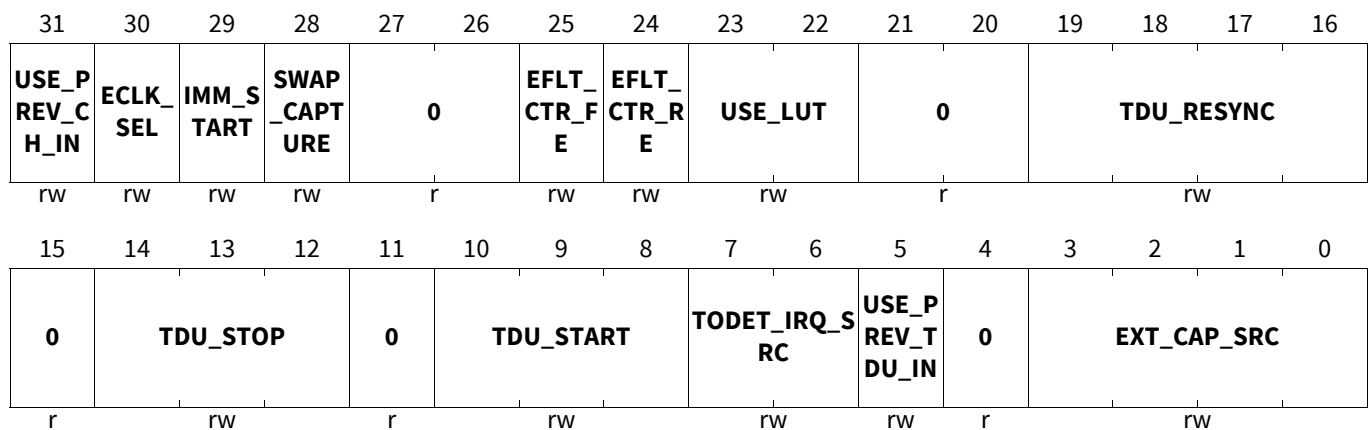 31 30 29 28 27 26 25 24 23 22 21 20 19 18 17 16
USE_P EFLT_ EFLT_
REV_C ECLK_ IMM_S SWAP CTR_F CTR_R USE_LUT 0 TDU_RESYNC
H_IN SEL TART _CAPT 0 E E
URE
rw rw rw rw r rw rw rw r rw
15 14 13 12 11 10 9 8 7 6 5 4 3 2 1 0
0 TDU_STOP 0 TDU_START TODET_IRQ_S USE_P 0 EXT_CAP_SRC
RC REV_T
DU_IN
r rw r rw rw rw r rw